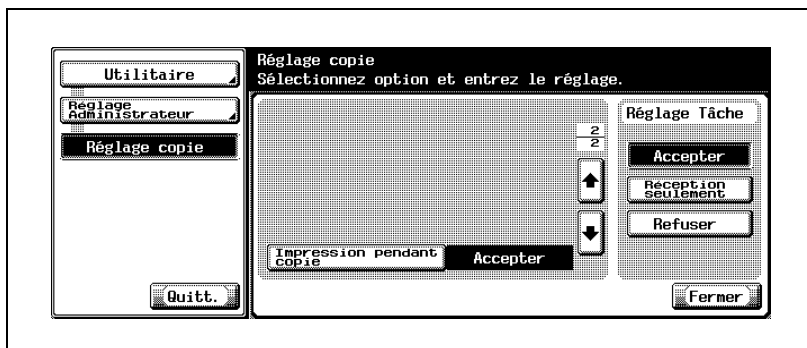 Utilitaire
Réglage
Administrateur
Réglage copie
Quitt.
Réglage copie
Sélectionnez option et entrez le réglage.
2
2
Impression pendant
copie
Accepter
Réglage Tâche
Accepter
Réception
seulement
Refuser
Fermer